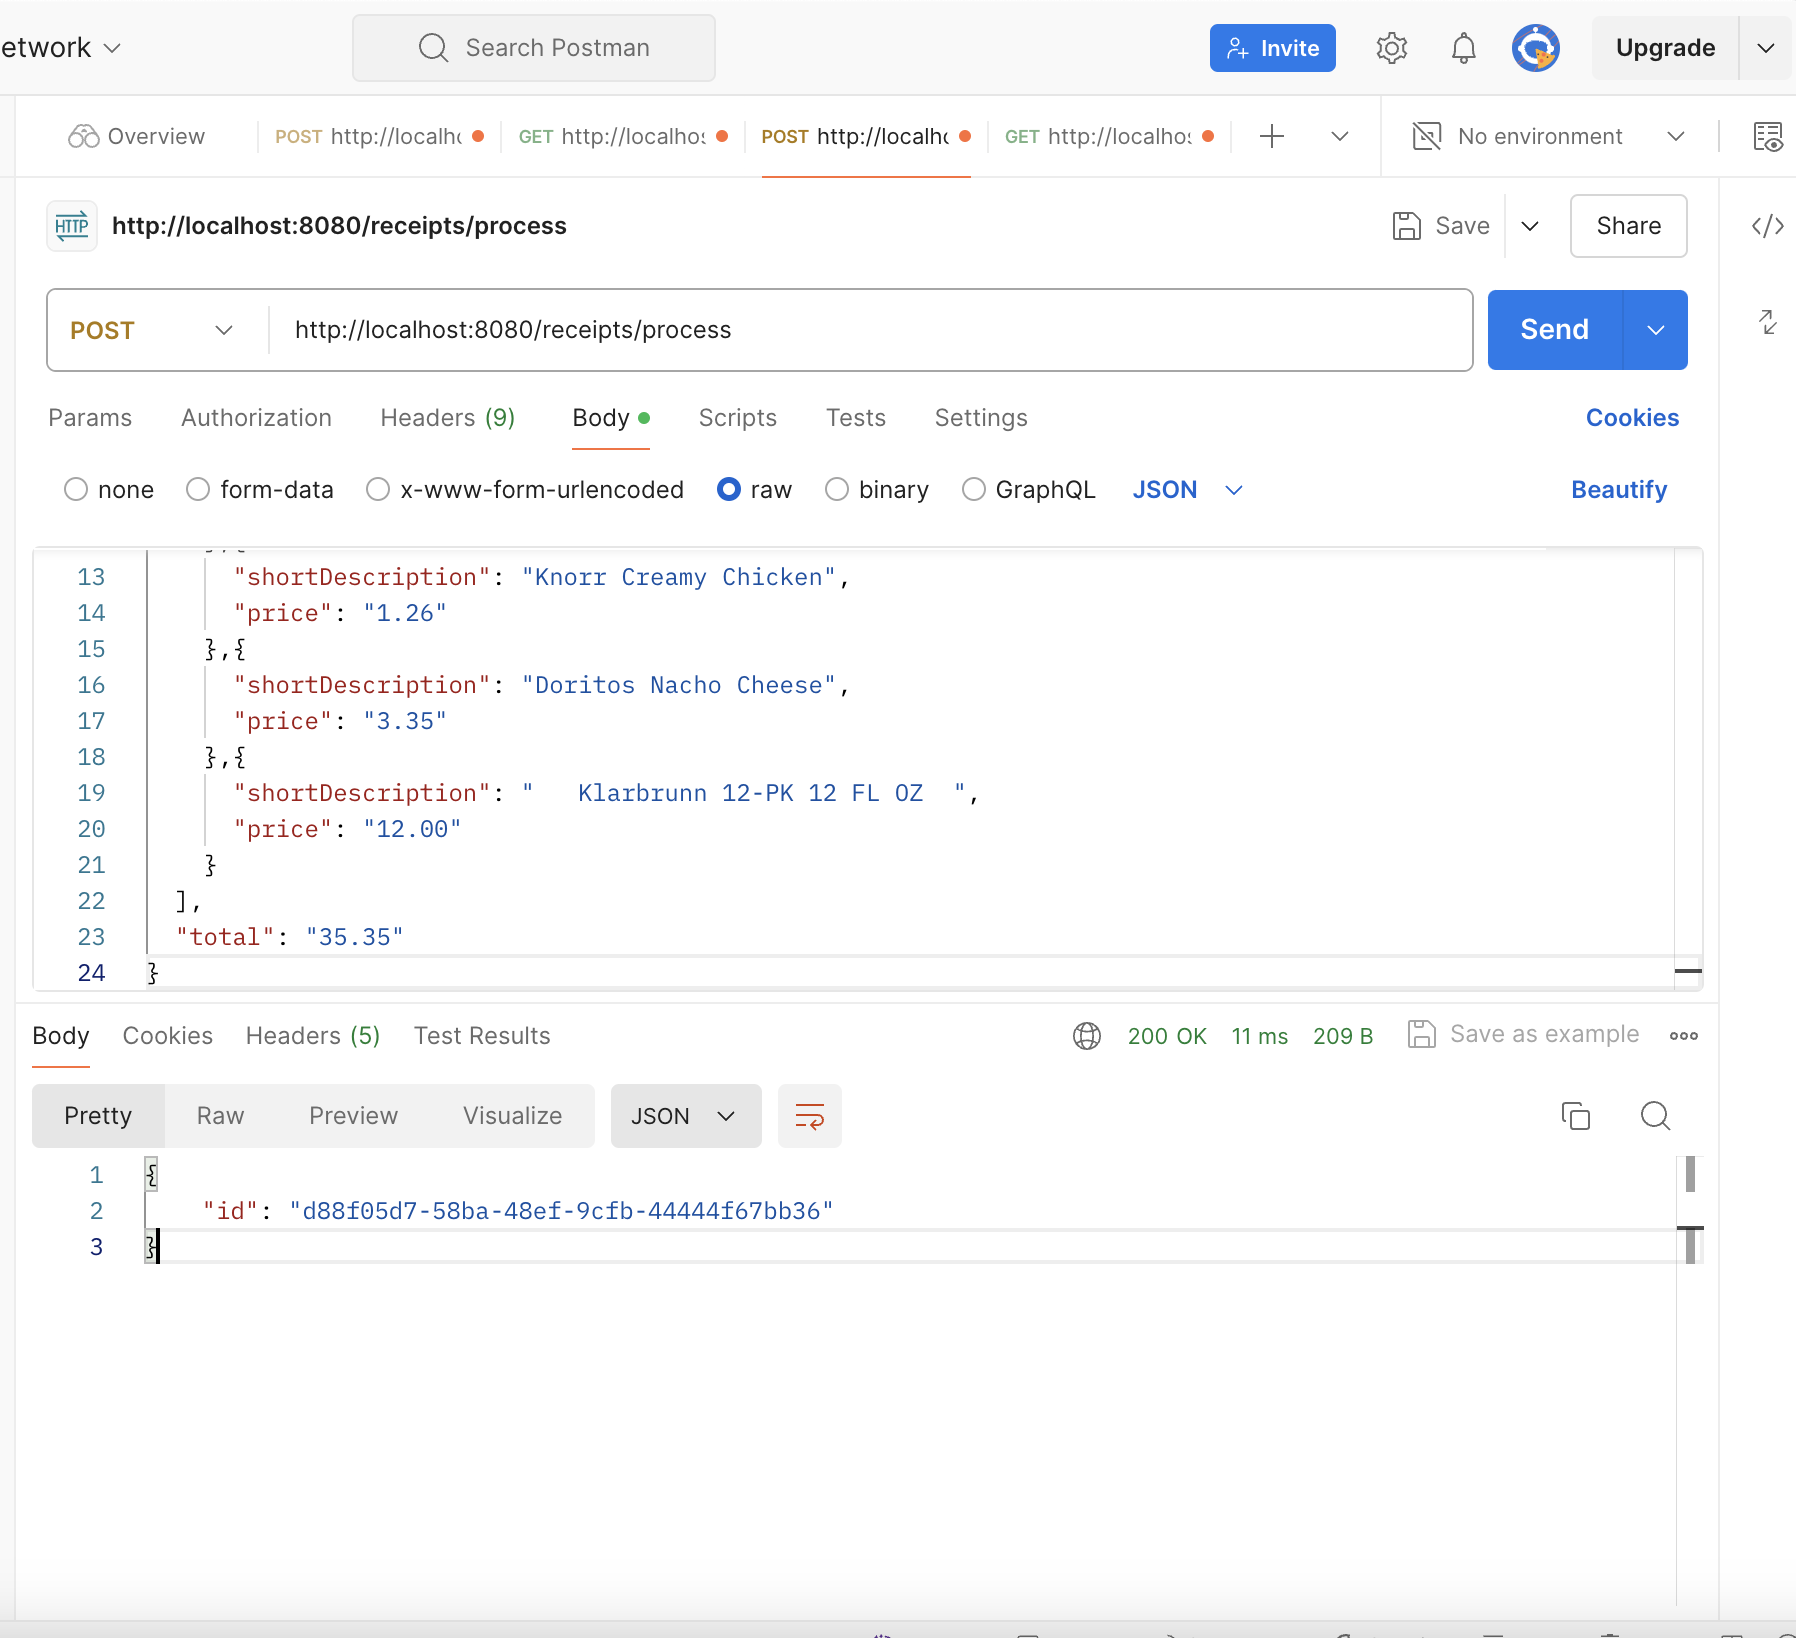 etwork Search Postman Invite Upgrade
Overview POST http://localho GET http://localhos POST http://localho GET http://localhos No environment
HTTP http://localhost:8080/receipts/process Save Share
POST http://localhost:8080/receipts/process Send
Params Authorization Headers (9) Body Scripts Tests Settings Cookies
none form-data x-www-form-urlencoded raw binary GraphQL JSON Beautify
13 "shortDescription": "Knorr Creamy Chicken",
14 "price": "1.26"
15 },{
16 "shortDescription": "Doritos Nacho Cheese",
17 "price": "3.35"
18 },{
19 "shortDescription": "   Klarbrunn 12-PK 12 FL OZ  ",
20 "price": "12.00"
21 }
22 ],
23 "total": "35.35"
24 }
Body Cookies Headers (5) Test Results 200 OK 11 ms 209 B Save as example
Pretty Raw Preview Visualize JSON
1 {
2 "id": "d88f05d7-58ba-48ef-9cfb-44444f67bb36"
3 }